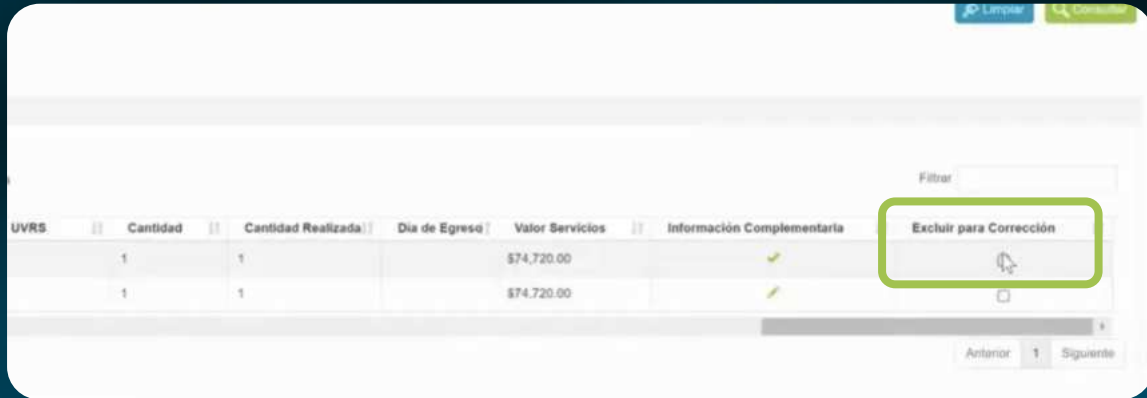 Limpiar Consultar
Filtrar
UVRS Cantidad Cantidad Realizada Día de Egreso Valor Servicios Información Complementaria Excluir para Corrección
1 1 $74,720.00
1 1 $74,720.00
Anterior 1 Siguiente